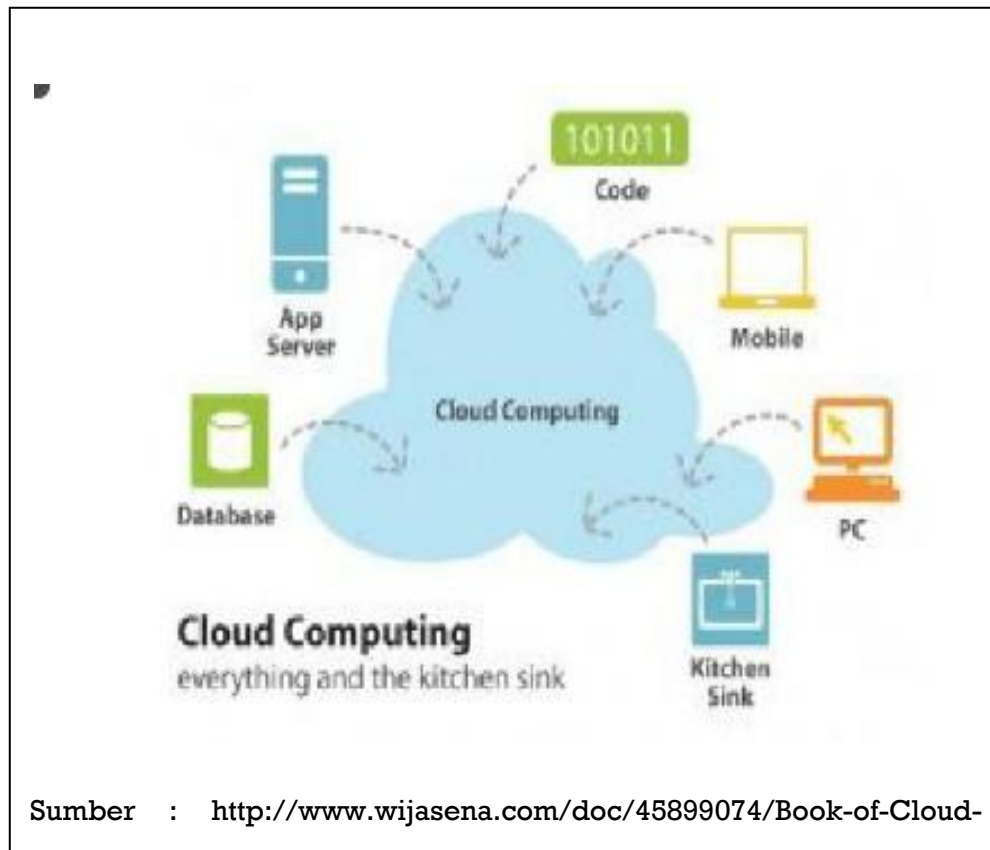 101011
Code
App
Server
Mobile
Cloud Computing
Database
PC
Cloud Computing
everything and the kitchen sink
Kitchen
Sink
Sumber : http://www.wijasena.com/doc/45899074/Book-of-Cloud-